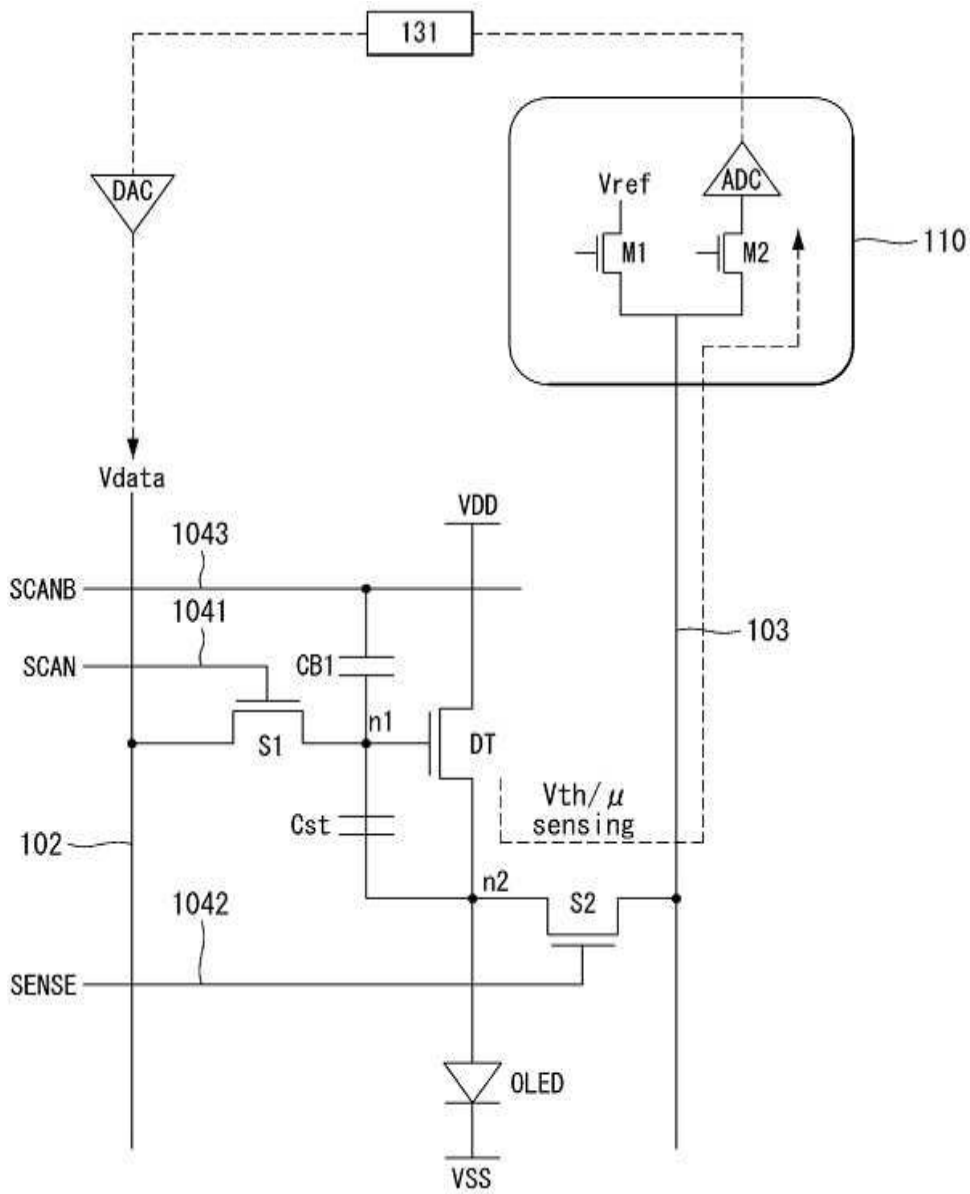 131
DAC
Vref
ADC
M1
M2
110
Vdata
VDD
1043
SCANB
1041
SCAN
CB1
103
n1
S1
DT
Vth/μ
sensing
Cst
102
n2
S2
1042
SENSE
OLED
VSS